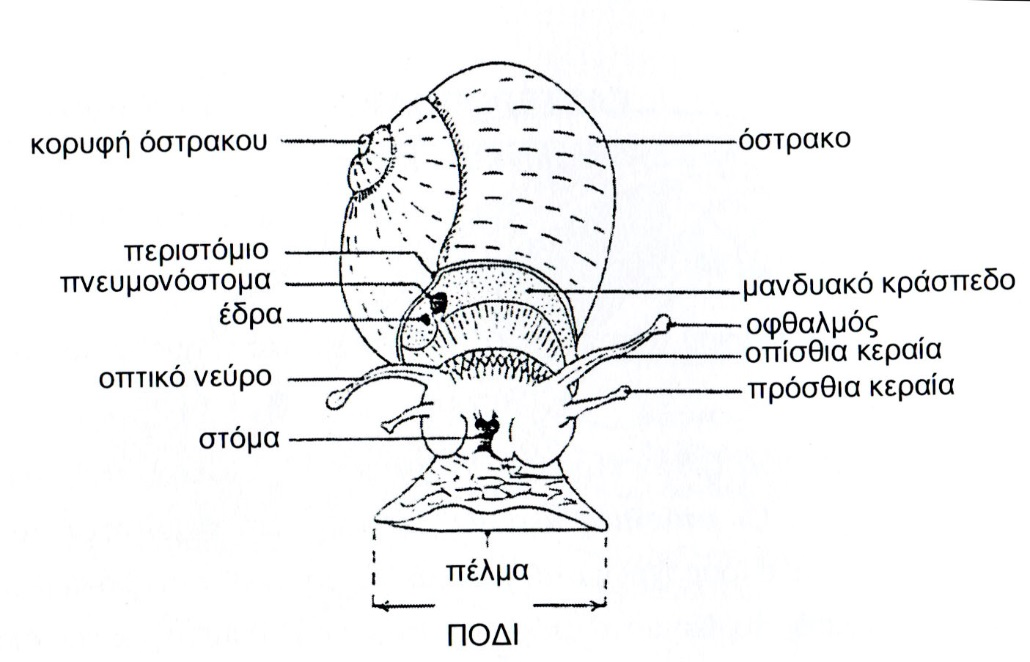 κορυφή όστρακου
όστρακο
περιστόμιο
πνευμονόστομα
έδρα
οπτικό νεύρο
στόμα
μανδυακό κράσπεδο
οφθαλμός
οπίσθια κεραία
πρόσθια κεραία
πέλμα
ΠΟΔΙ